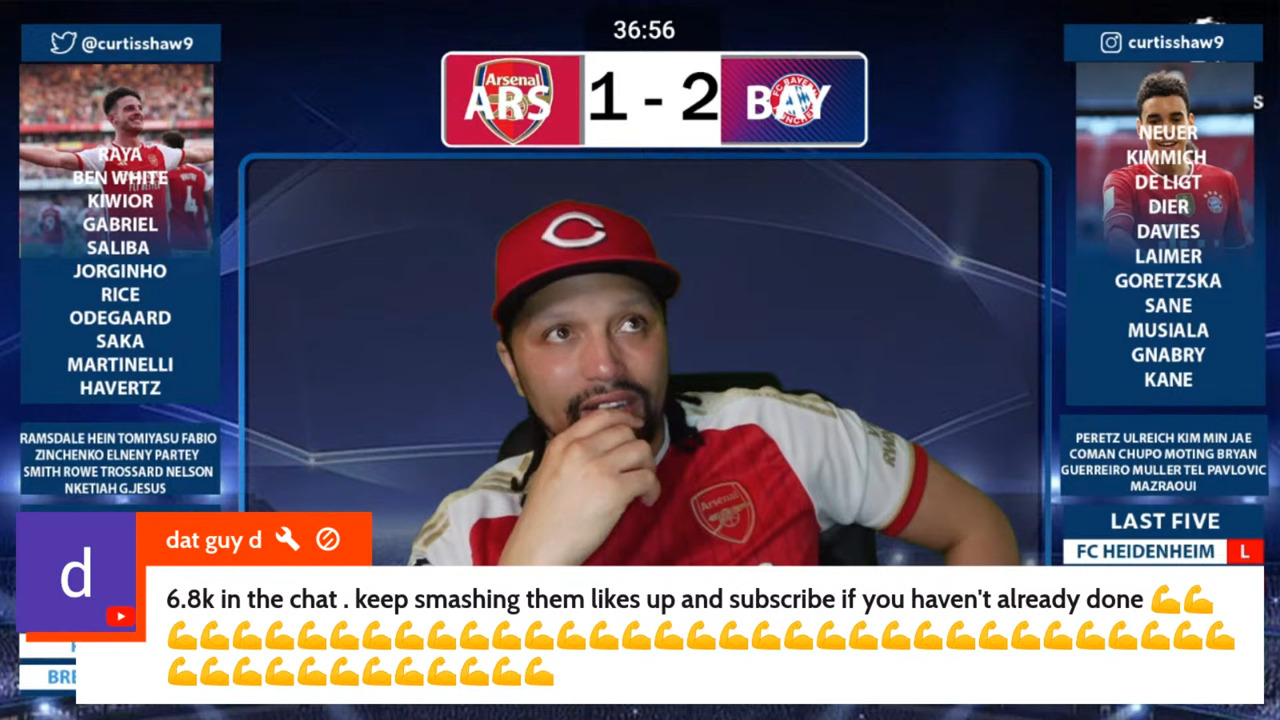 @curtisshaw9
36:56
Arsenal
ARS
1 - 2
BAY
curtisshaw9
RAYA
BEN WHITE
KIWIOR
GABRIEL
SALIBA
JORGINHO
RICE
ODEGAARD
SAKA
MARTINELLI
HAVERTZ
RAMSDALE HEIN TOMIYASU FABIO
ZINCHENKO ELNENY PARTEY
SMITH ROWE TROSSARD NELSON
NKETIAH G.JESUS
Arsenal
NEUER
KIMMICH
DE LIGT
DIER
DAVIES
LAIMER
GORETZSKA
SANE
MUSIALA
GNABRY
KANE
PERETZ ULREICH KIM MIN JAE
COMAN CHUPO MOTING BRYAN
GUERREIRO MULLER TEL PAVLOVIC
MAZRAOUI
LAST FIVE
FC HEIDENHEIM L
d
dat guy d
6.8k in the chat . keep smashing them likes up and subscribe if you haven't already done 💪💪
💪💪💪💪💪💪💪💪💪💪💪💪💪💪💪💪💪💪💪💪💪💪💪💪💪💪💪💪💪💪💪💪💪
💪💪💪💪💪💪💪💪💪💪💪💪
BRE